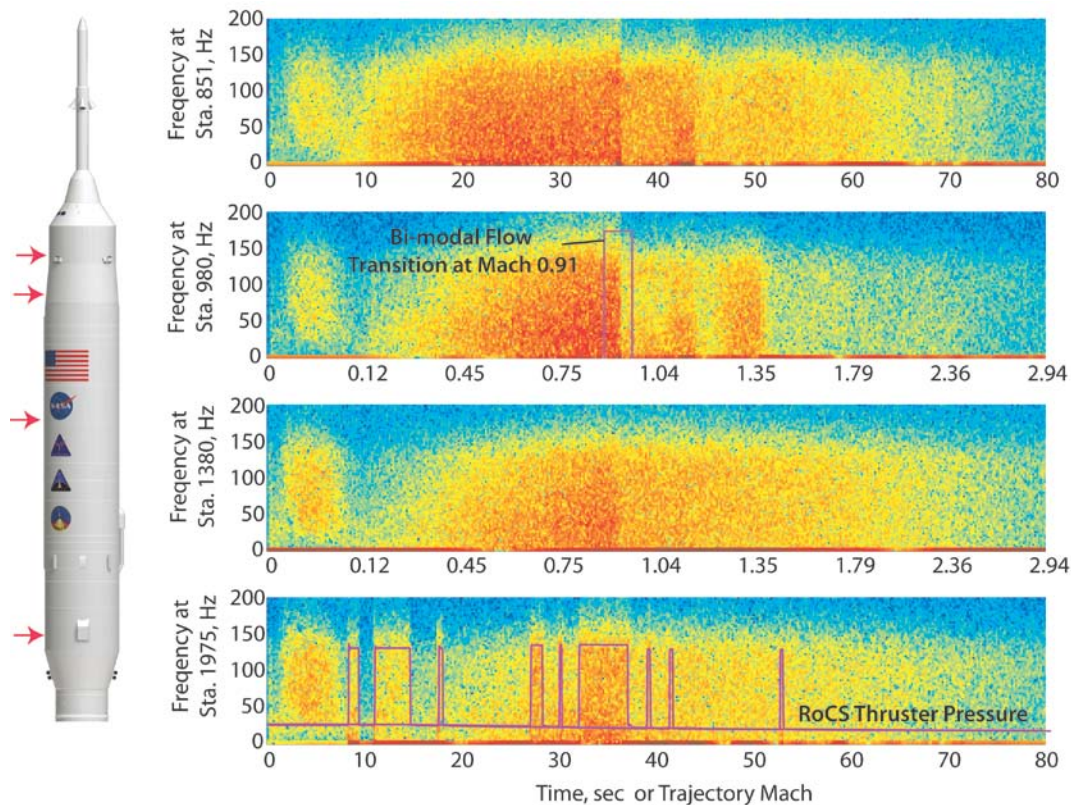 Freqency at
Sta. 851, Hz
200
150
100
50
0
0 10 20 30 40 50 60 70 80
Freqency at
Sta. 980, Hz
200
150
100
50
0
Bi-modal Flow
Transition at Mach 0.91
0 0.12 0.45 0.75 1.04 1.35 1.79 2.36 2.94
Freqency at
Sta. 1380, Hz
200
150
100
50
0
0 0.12 0.45 0.75 1.04 1.35 1.79 2.36 2.94
Freqency at
Sta. 1975, Hz
200
150
100
50
0
RoCS Thruster Pressure
0 10 20 30 40 50 60 70 80
Time, sec or Trajectory Mach
NASA